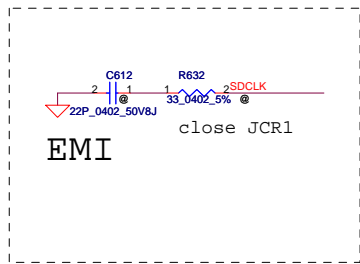 C612 R632
2 1 1 2 SDCLK
@ @
22P_0402_50V8J 33_0402_5%
close JCR1
EMI